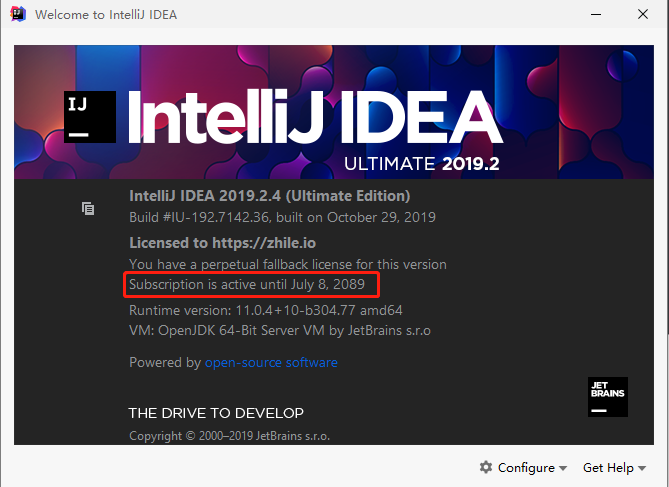 Welcome to IntelliJ IDEA
IJ
IntelliJ IDEA
ULTIMATE 2019.2
IntelliJ IDEA 2019.2.4 (Ultimate Edition)
Build #IU-192.7142.36, built on October 29, 2019
Licensed to https://zhile.io
You have a perpetual fallback license for this version
Subscription is active until July 8, 2089
Runtime version: 11.0.4+10-b304.77 amd64
VM: OpenJDK 64-Bit Server VM by JetBrains s.r.o
Powered by open-source software
JET
BRAINS
THE DRIVE TO DEVELOP
Copyright © 2000–2019 JetBrains s.r.o.
Configure
Get Help